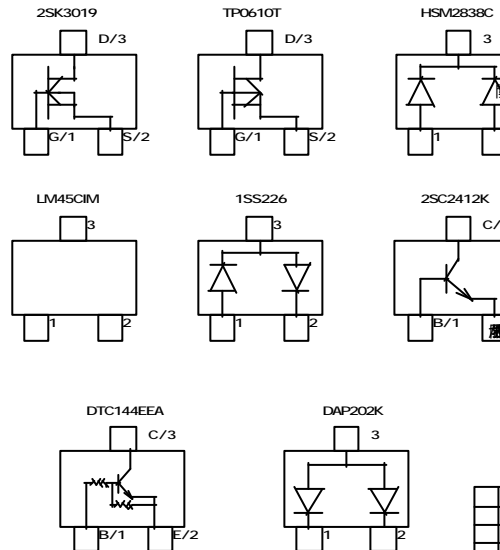 2SK3019
D/3
G/1
S/2
TP0610T
D/3
G/1
S/2
HSM2838C
3
1
LM45CIM
3
1
2
1SS226
3
1
2
2SC2412K
C/
B/1
DTC144EEA
C/3
B/1
E/2
DAP202K
3
1
2